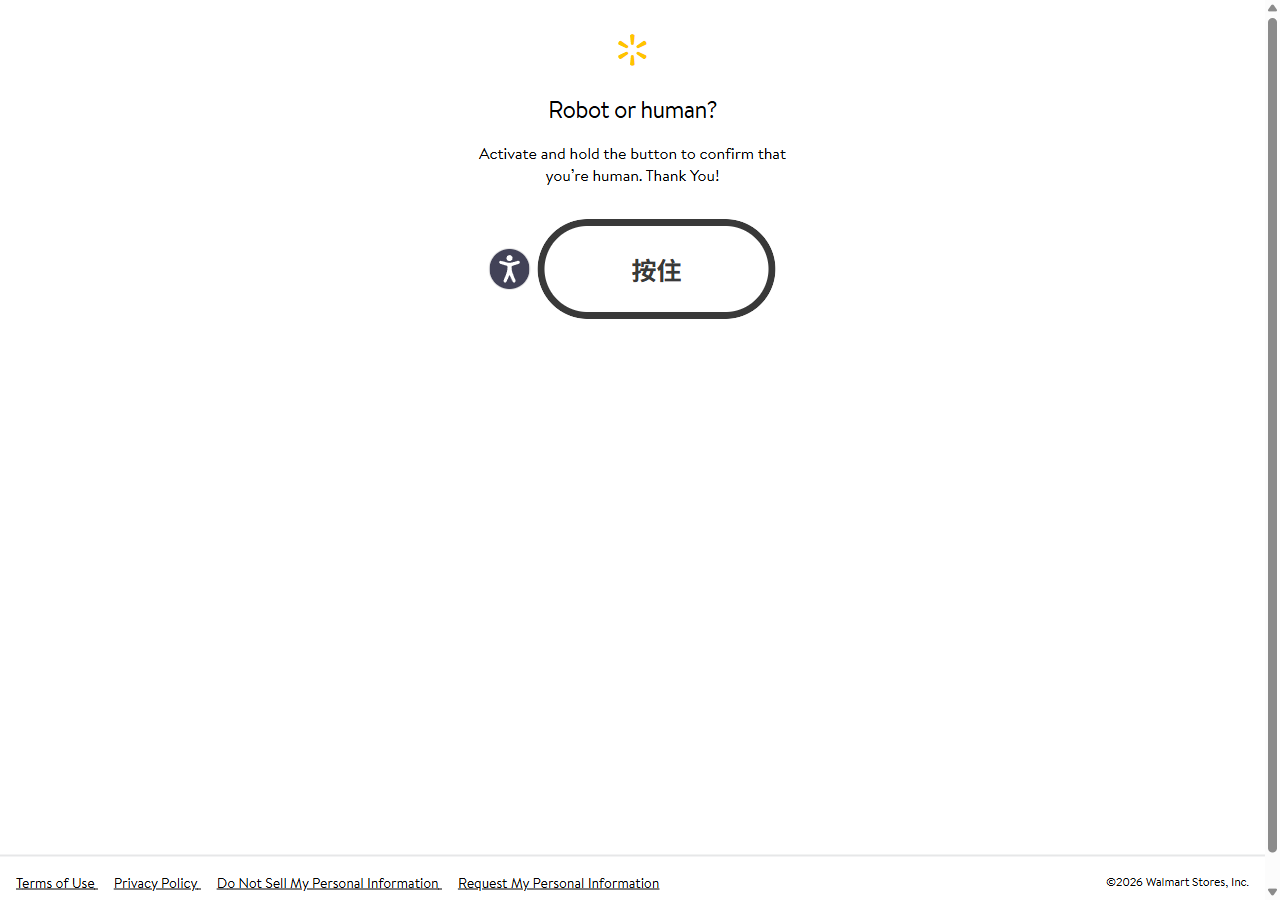 Robot or human?
Activate and hold the button to confirm that
you're human. Thank You!
按住
Terms of Use Privacy Policy Do Not Sell My Personal Information Request My Personal Information ©2026 Walmart Stores, Inc.